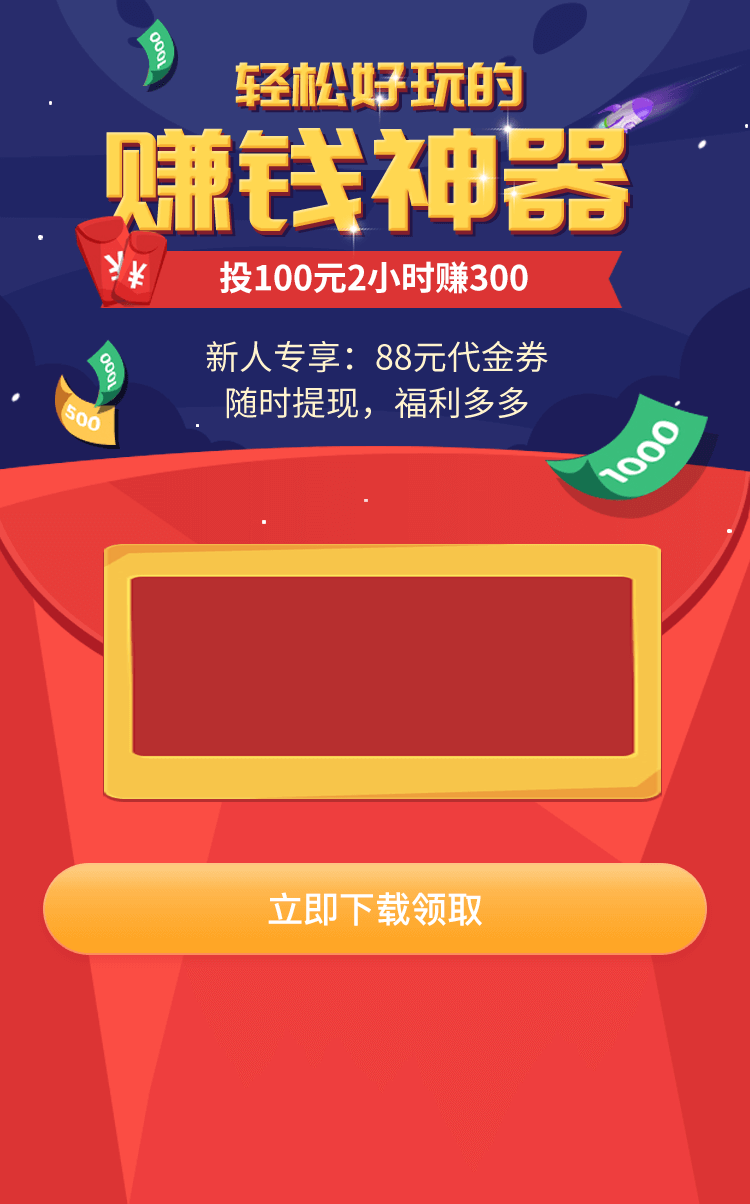 1000
轻松好玩的
赚钱神器
¥
¥
投100元2小时赚300
新人专享：88元代金券
随时提现，福利多多
1000
500
1000
立即下载领取